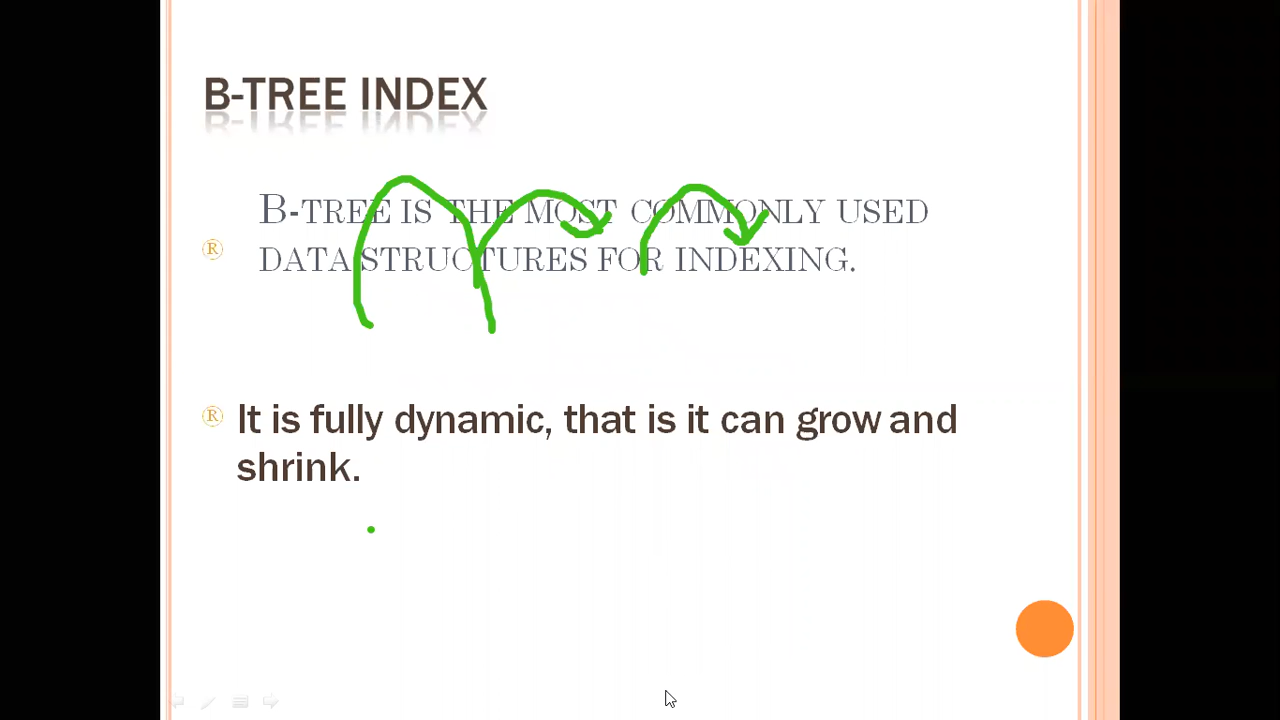 B-TREE INDEX
® B-TREE IS THE MOST COMMONLY USED
DATA STRUCTURES FOR INDEXING.
® It is fully dynamic, that is it can grow and
shrink.